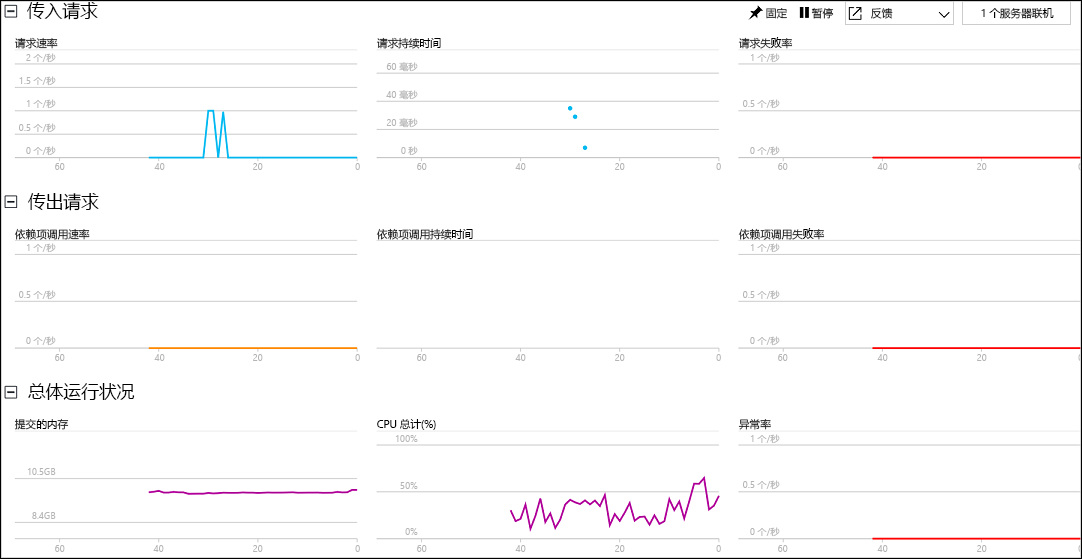 传入请求
固定
暂停
反馈
1 个服务器联机
请求速率
2 个/秒
1.5 个/秒
1 个/秒
0.5 个/秒
0 个/秒
60 40 20 0
请求持续时间
60 毫秒
40 毫秒
20 毫秒
0 秒
60 40 20 0
请求失败率
1 个/秒
0.5 个/秒
0 个/秒
60 40 20
传出请求
依赖项调用速率
1 个/秒
0.5 个/秒
0 个/秒
60 40 20 0
依赖项调用持续时间
60 40 20 0
依赖项调用失败率
1 个/秒
0.5 个/秒
0 个/秒
60 40 20
总体运行状况
提交的内存
10.5GB
8.4GB
60 40 20 0
CPU 总计(%)
100%
50%
0%
60 40 20 0
异常率
1 个/秒
0.5 个/秒
0 个/秒
60 40 20